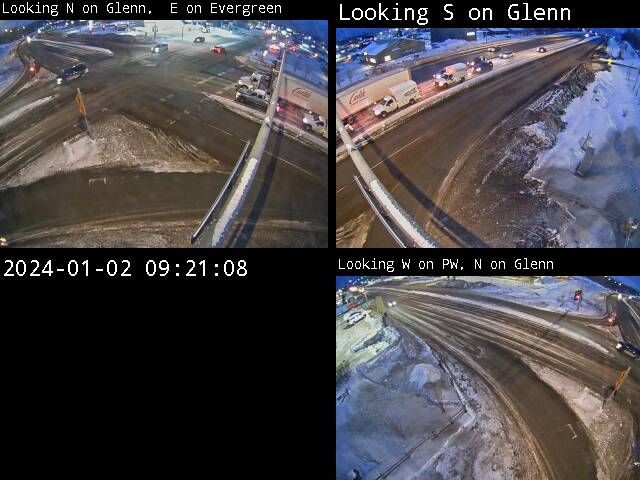 Looking N on Glenn,  E on Evergreen
Looking S on Glenn
2024-01-02 09:21:08
Looking W on PW, N on Glenn